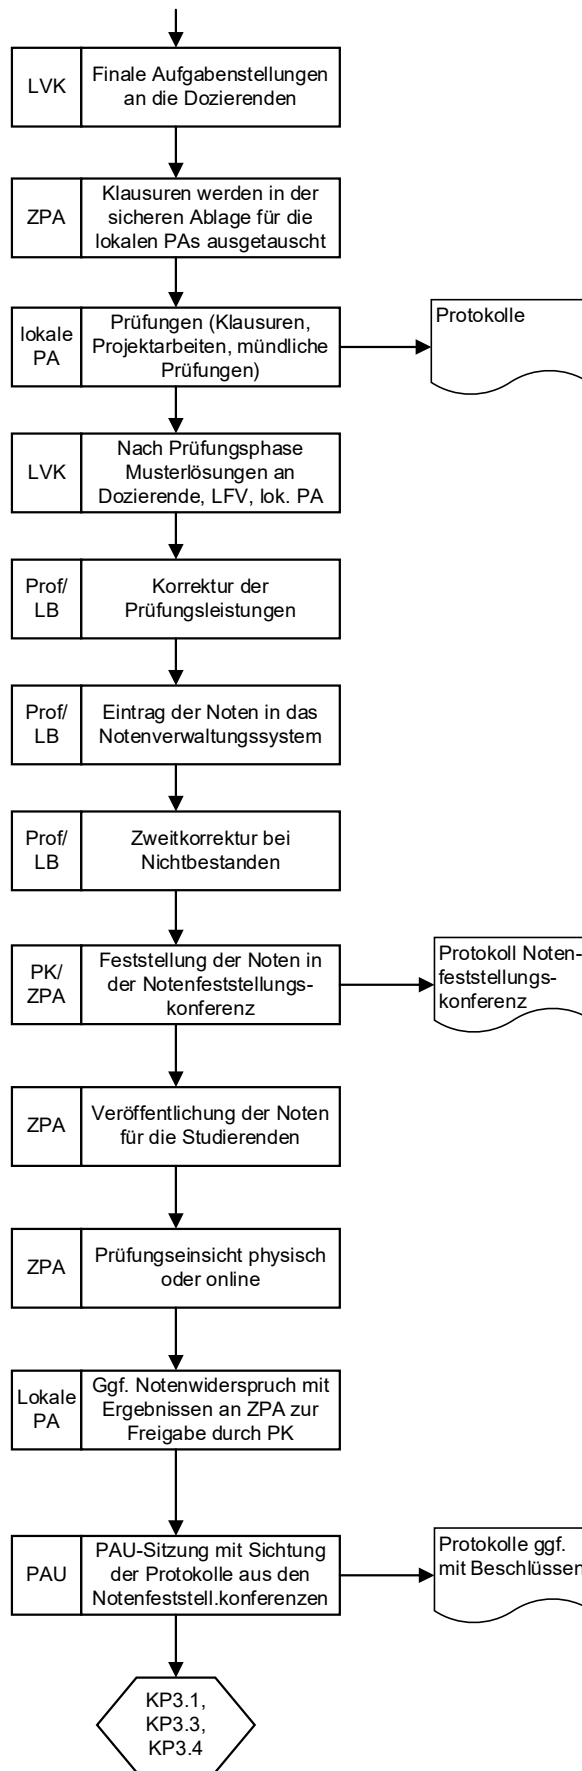 LVK
Finale Aufgabenstellungen
an die Dozierenden
ZPA
Klausuren werden in der
sicheren Ablage für die
lokalen PAs ausgetauscht
lokale
PA
Prüfungen (Klausuren,
Projektarbeiten, mündliche
Prüfungen)
Protokolle
LVK
Nach Prüfungsphase
Musterlösungen an
Dozierende, LFV, lok. PA
Prof/
LB
Korrektur der
Prüfungsleistungen
Prof/
LB
Eintrag der Noten in das
Notenverwaltungssystem
Prof/
LB
Zweitkorrektur bei
Nichtbestanden
PK/
ZPA
Feststellung der Noten in
der Notenfeststellungs-
konferenz
Protokoll Noten-
feststellungs-
konferenz
ZPA
Veröffentlichung der Noten
für die Studierenden
ZPA
Prüfungseinsicht physisch
oder online
Lokale
PA
Ggf. Notenwiderspruch mit
Ergebnissen an ZPA zur
Freigabe durch PK
PAU
PAU-Sitzung mit Sichtung
der Protokolle aus den
Notenfeststell.konferenzen
Protokolle ggf.
mit Beschlüssen
KP3.1,
KP3.3,
KP3.4